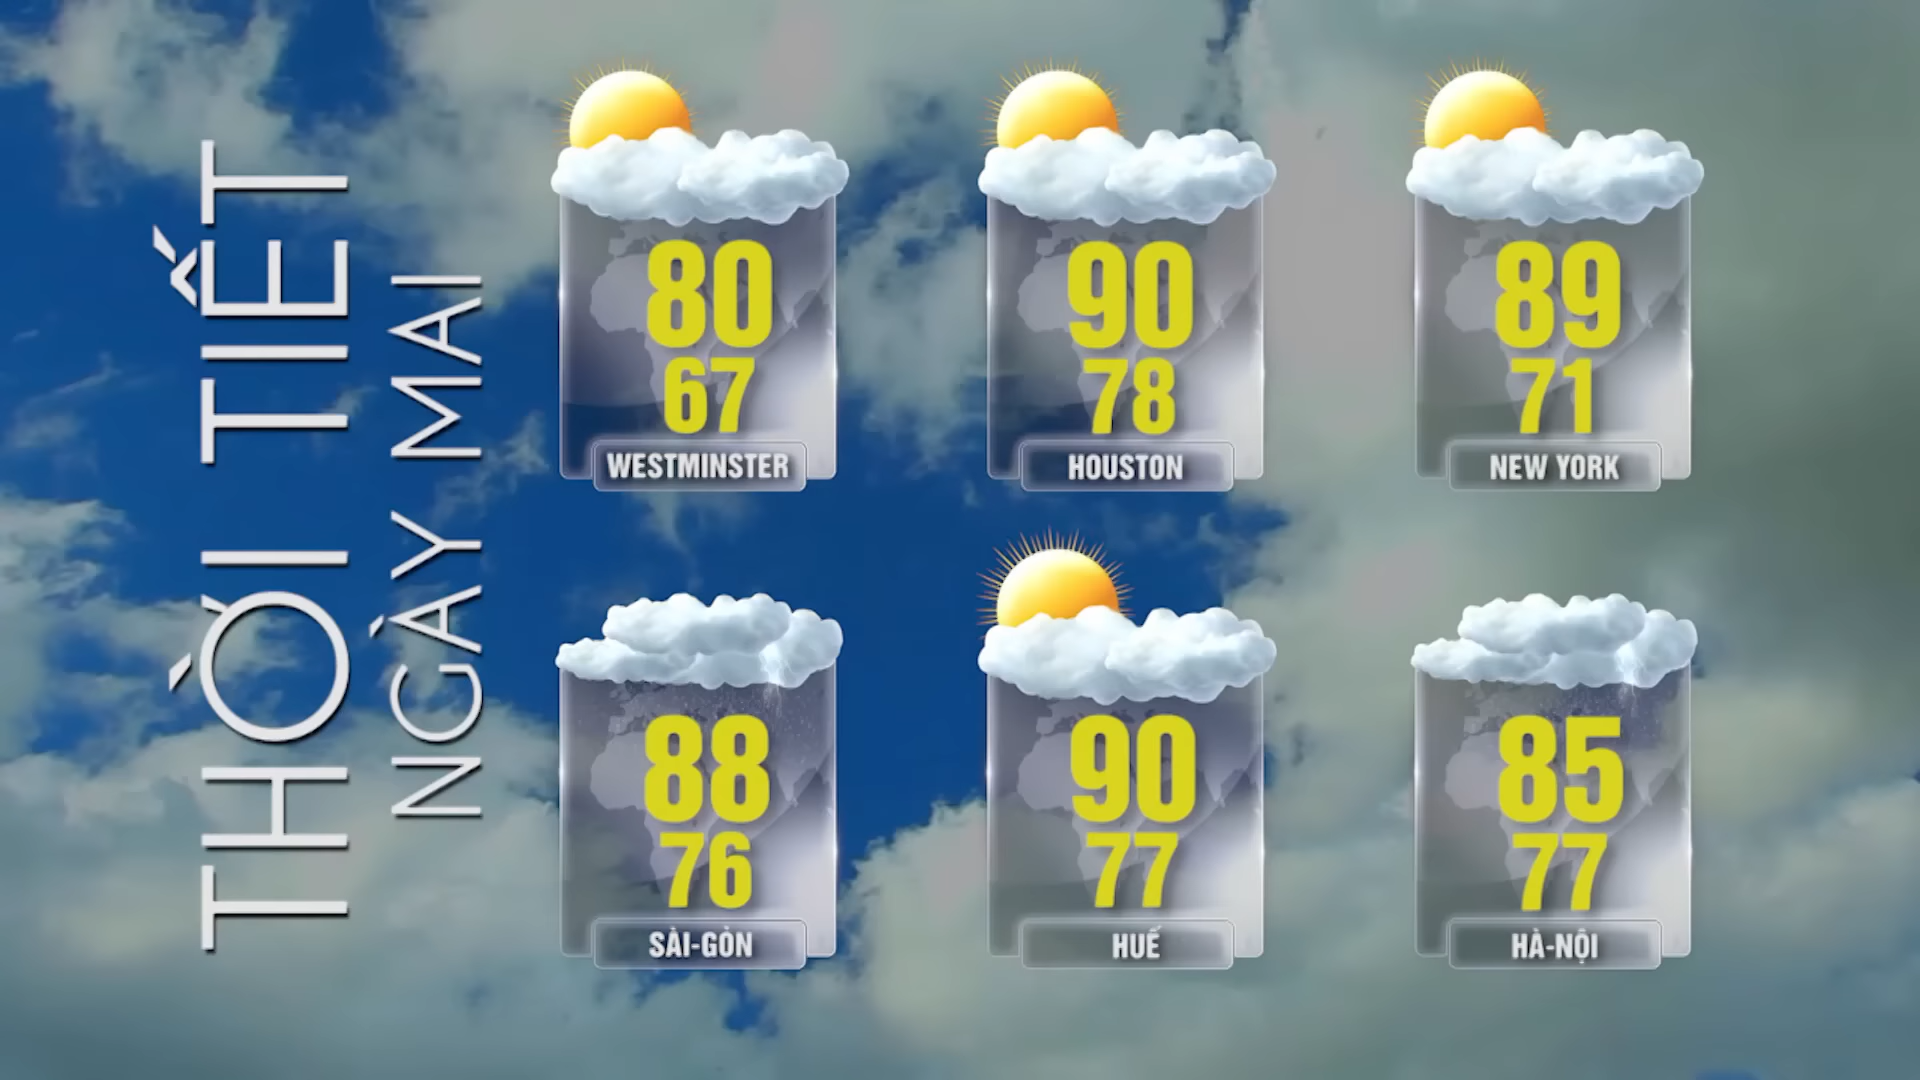 THỜI TIẾT
NGÀY MAI
80
67
WESTMINSTER
90
78
HOUSTON
89
71
NEW YORK
88
76
SÀI-GÒN
90
77
HUẾ
85
77
HÀ-NỘI